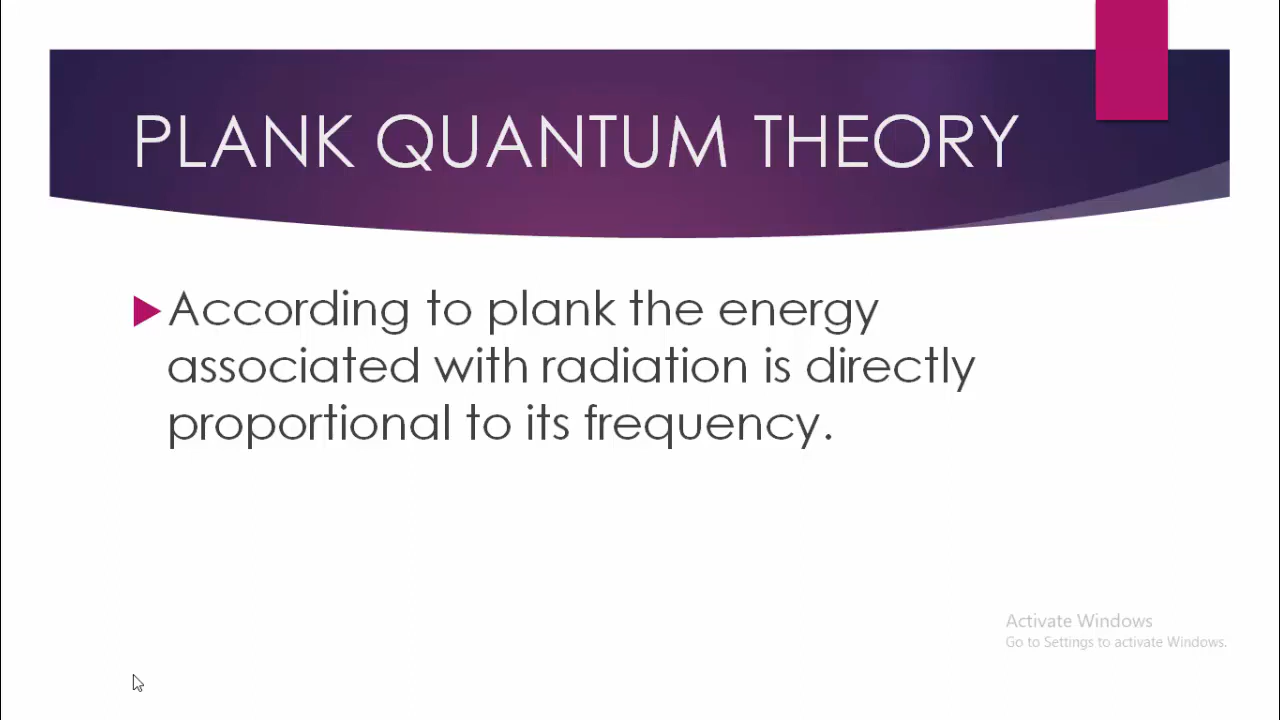 PLANK QUANTUM THEORY
According to plank the energy
associated with radiation is directly
proportional to its frequency.
Activate Windows
Go to Settings to activate Windows.